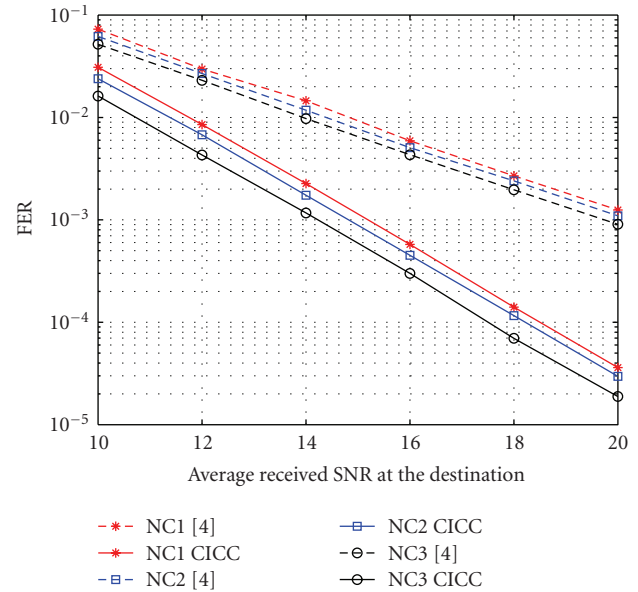 10⁻¹
10⁻²
10⁻³
10⁻⁴
10⁻⁵
FER
10 12 14 16 18 20
Average received SNR at the destination
NC1 [4]
NC1 CICC
NC2 [4]
NC2 CICC
NC3 [4]
NC3 CICC